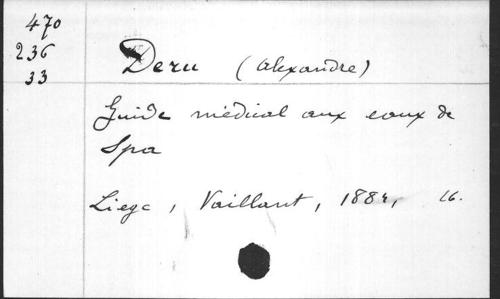 470
236
33
Deru (Alexandre)
Guide médical aux eaux de
Spa
Liege, Vaillant, 1884, 16.